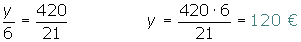 y/6 = 420/21    y = 420·6/21 = 120 €